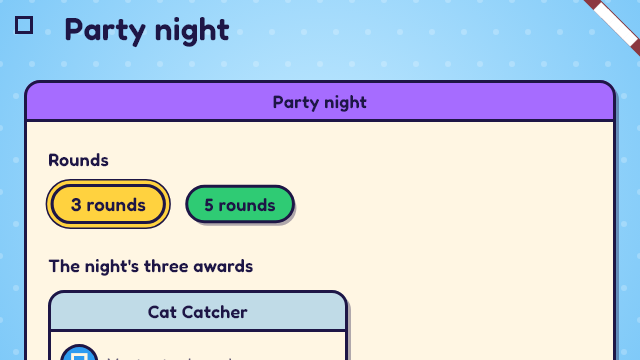 Party night
Party night
Rounds
3 rounds
5 rounds
The night's three awards
Cat Catcher